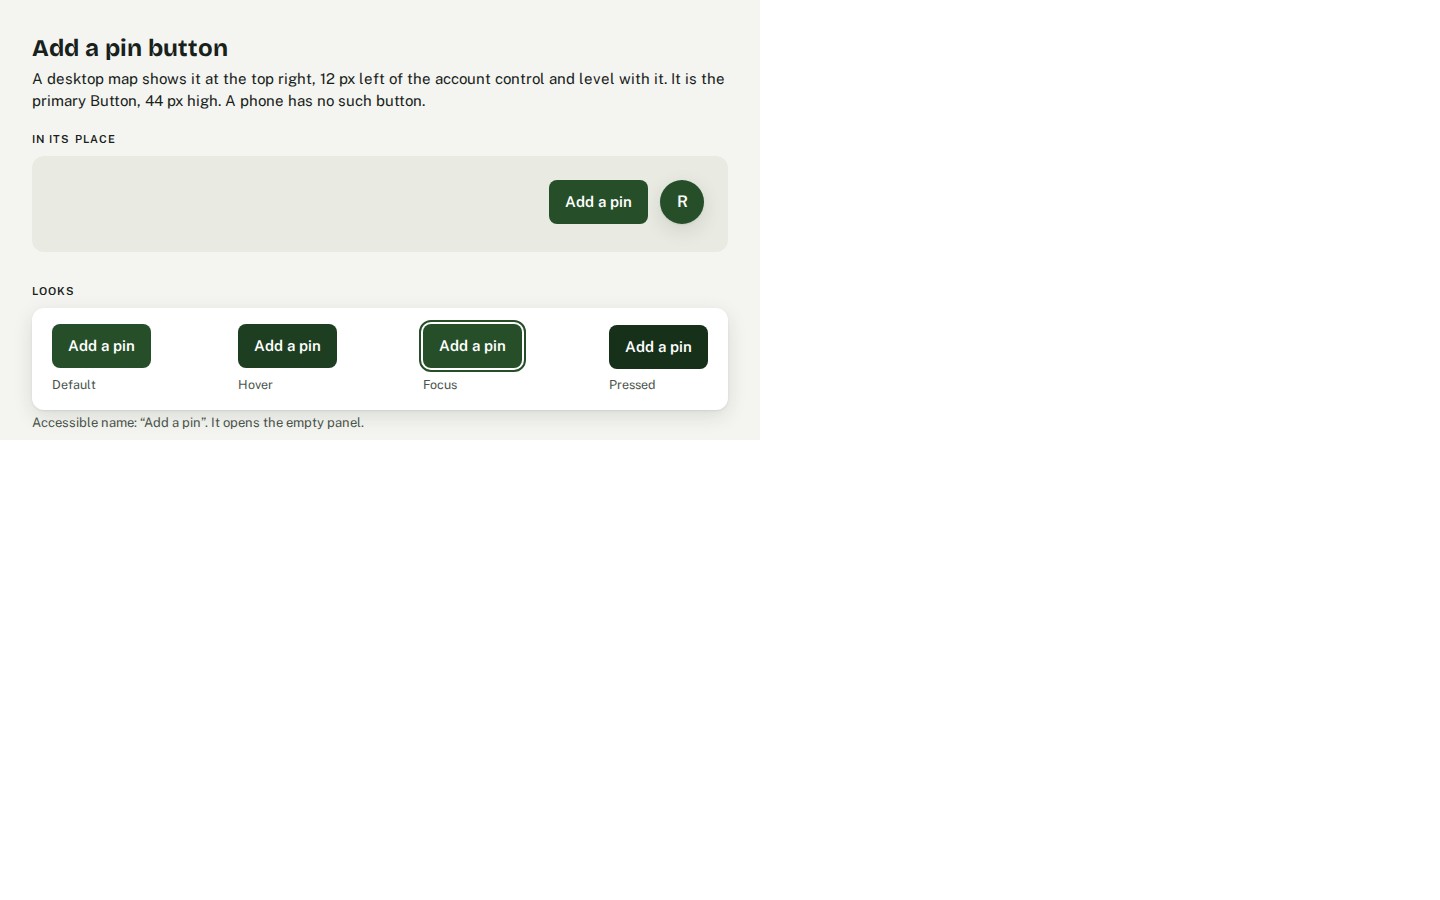 Add a pin button
A desktop map shows it at the top right, 12 px left of the account control and level with it. It is the
primary Button, 44 px high. A phone has no such button.
IN ITS PLACE
Add a pin
R
LOOKS
Add a pin
Add a pin
Add a pin
Add a pin
Default
Hover
Focus
Pressed
Accessible name: “Add a pin”. It opens the empty panel.